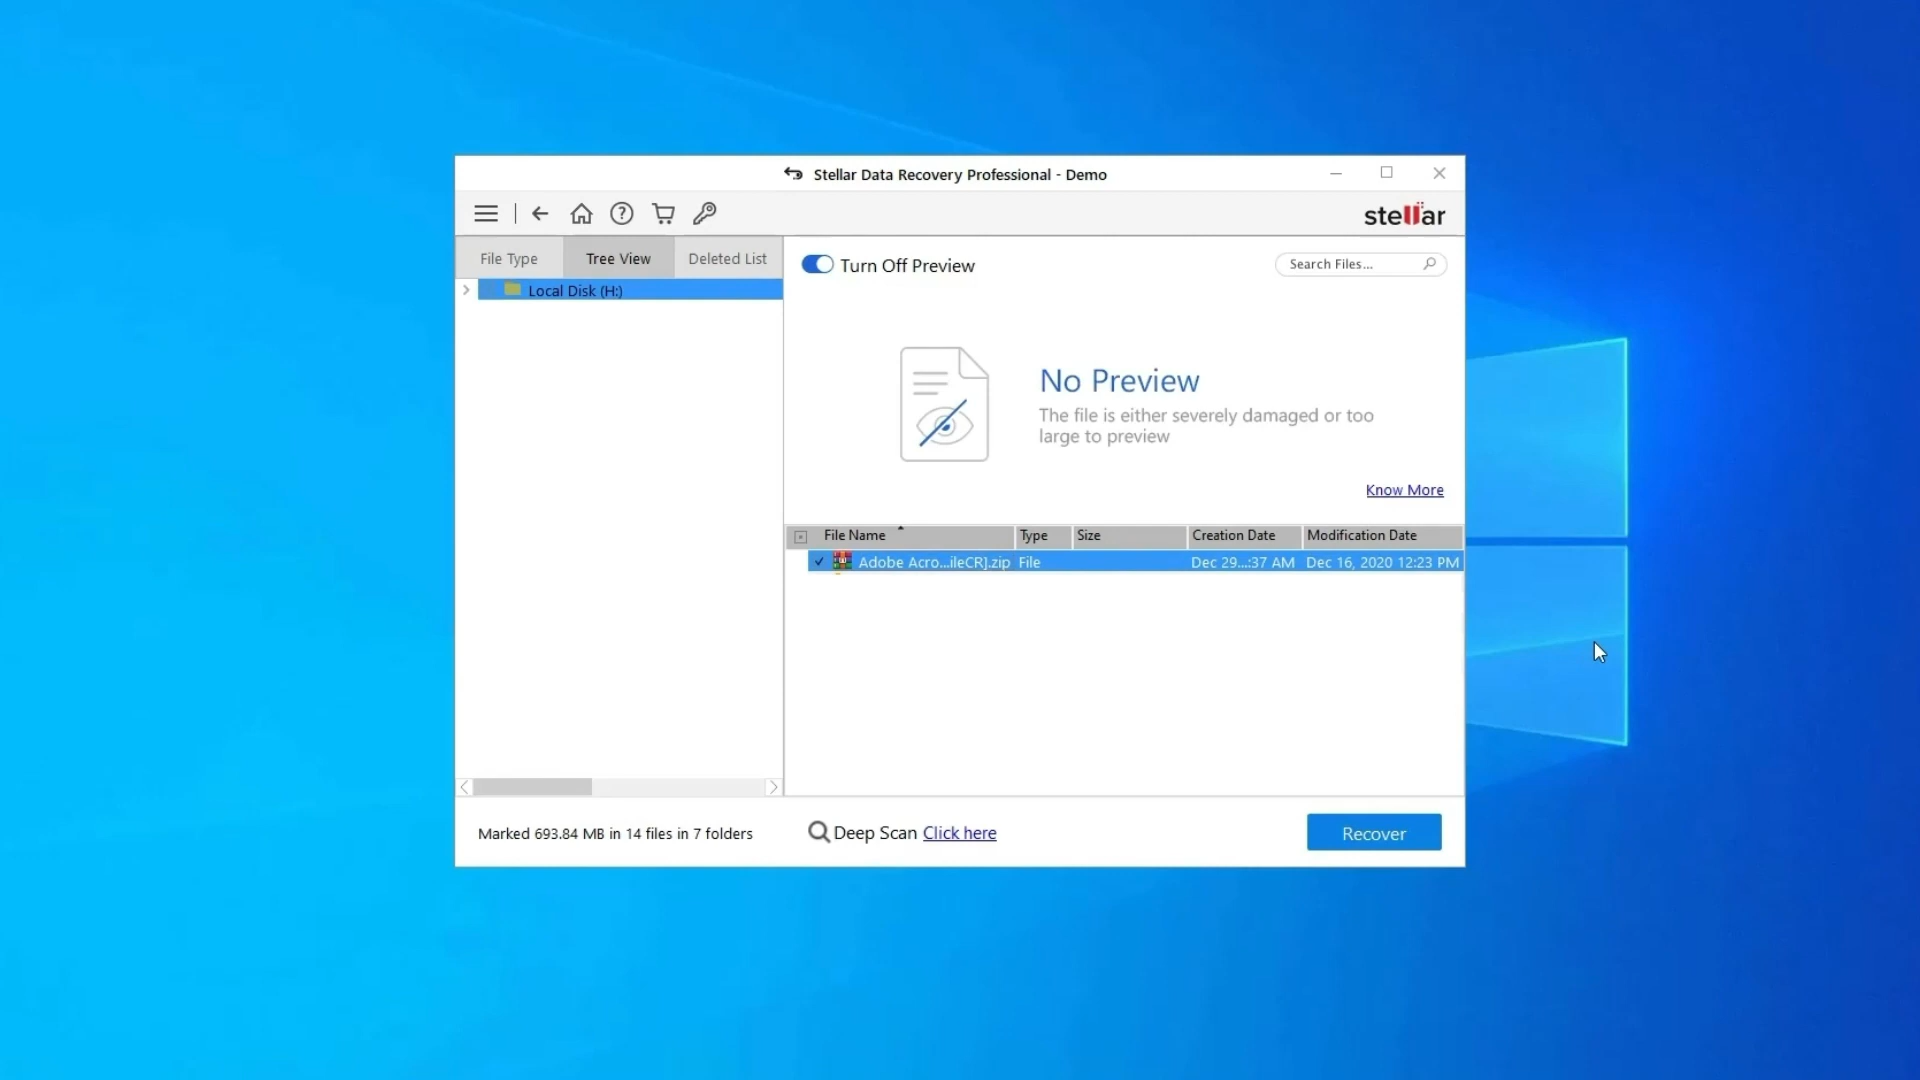 Stellar Data Recovery Professional - Demo
stellar
File Type
Tree View
Deleted List
Turn Off Preview
Search Files...
Local Disk (H:)
No Preview
The file is either severely damaged or too
large to preview
Know More
File Name
Type
Size
Creation Date
Modification Date
Adobe Acro...ileCR].zip
File
Dec 29...:37 AM
Dec 16, 2020 12:23 PM
Marked 693.84 MB in 14 files in 7 folders
Deep Scan Click here
Recover